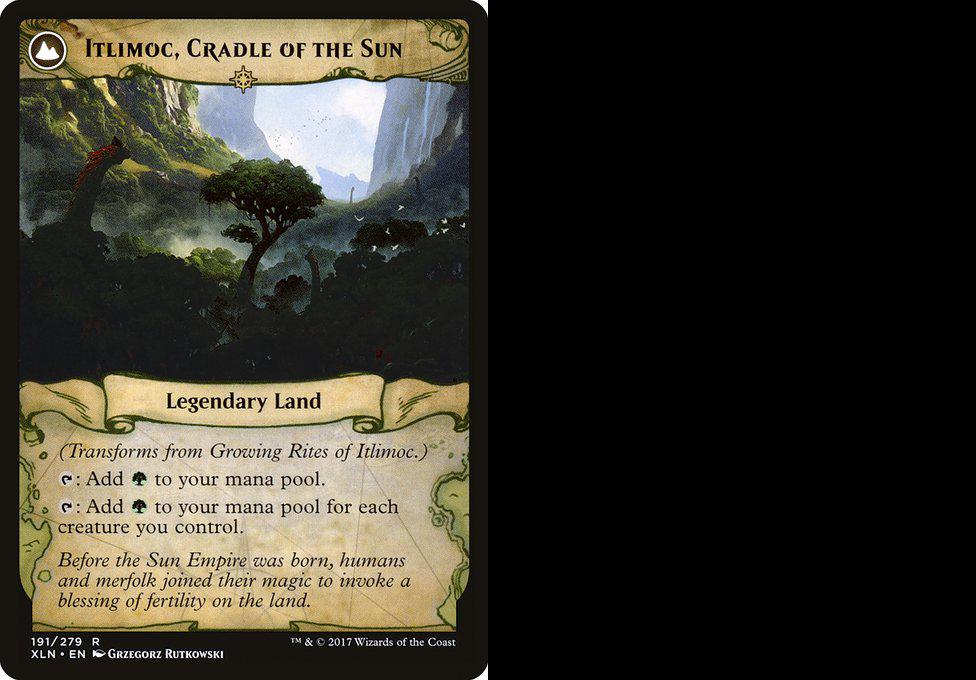 Itlimoc, Cradle of the Sun
Legendary Land
(Transforms from Growing Rites of Itlimoc.)
: Add to your mana pool.
: Add to your mana pool for each
creature you control.
Before the Sun Empire was born, humans
and merfolk joined their magic to invoke a
blessing of fertility on the land.
191/279 R
XLN • EN Grzegorz Rutkowski
™ & © 2017 Wizards of the Coast